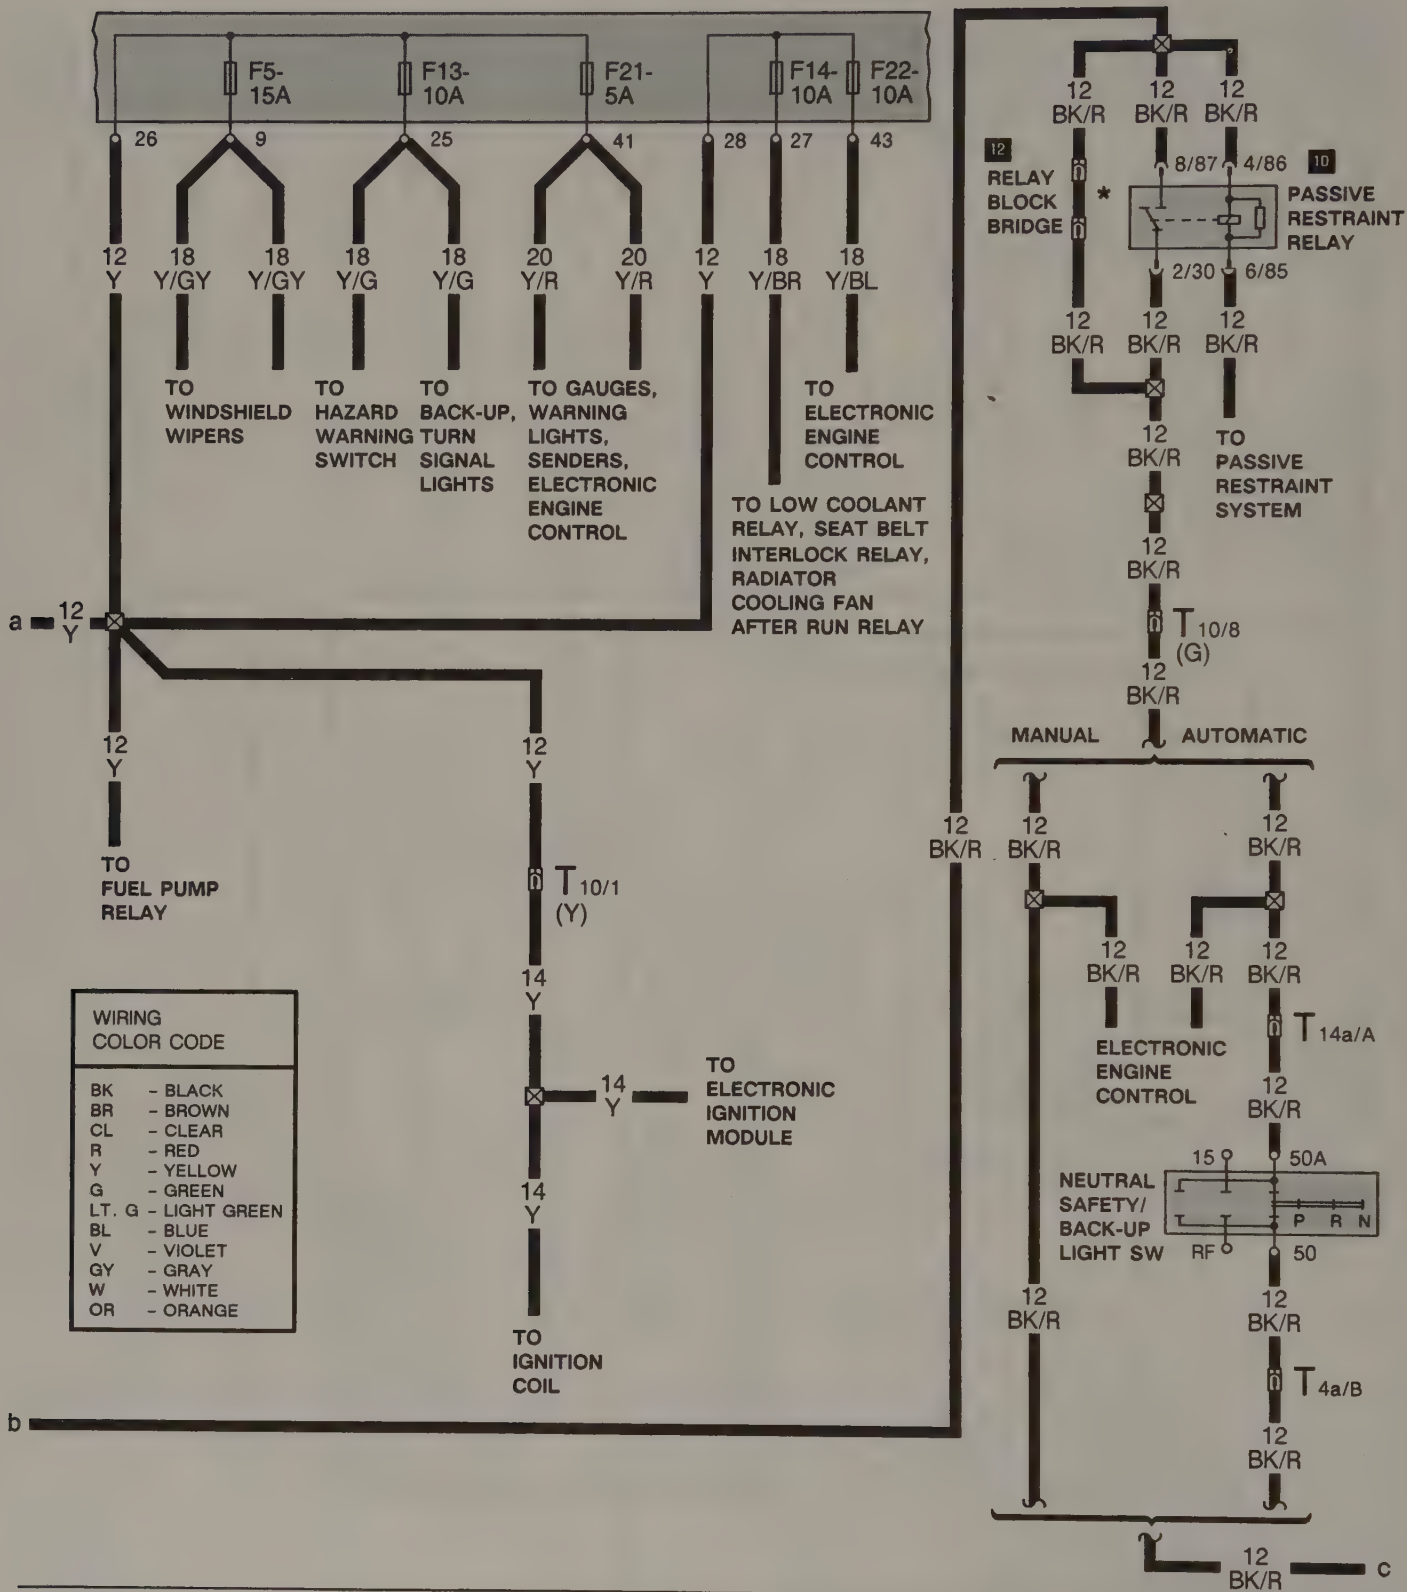 F5-
15A
F13-
10A
F21-
5A
F14-
10A
F22-
10A
26
9
25
41
28
27
43
12
Y
18
Y/GY
18
Y/GY
18
Y/G
18
Y/G
20
Y/R
20
Y/R
12
Y
18
Y/BR
18
Y/BL
TO
WINDSHIELD
WIPERS
TO
HAZARD
WARNING
SWITCH
TO
BACK-UP,
TURN
SIGNAL
LIGHTS
TO GAUGES,
WARNING
LIGHTS,
SENDERS,
ELECTRONIC
ENGINE
CONTROL
TO LOW COOLANT
RELAY, SEAT BELT
INTERLOCK RELAY,
RADIATOR
COOLING FAN
AFTER RUN RELAY
TO
ELECTRONIC
ENGINE
CONTROL
a
12
Y
12
Y
TO
FUEL PUMP
RELAY
12
Y
T10/1
(Y)
14
Y
14
Y
TO
ELECTRONIC
IGNITION
MODULE
14
Y
TO
IGNITION
COIL
WIRING
COLOR CODE
BK - BLACK
BR - BROWN
CL - CLEAR
R - RED
Y - YELLOW
G - GREEN
LT. G - LIGHT GREEN
BL - BLUE
V - VIOLET
GY - GRAY
W - WHITE
OR - ORANGE
b
12
BK/R
12
BK/R
12
BK/R
12
BK/R
12
RELAY
BLOCK
BRIDGE
*
8/87
4/86
10
PASSIVE
RESTRAINT
RELAY
2/30
6/85
12
BK/R
12
BK/R
12
BK/R
12
BK/R
TO
PASSIVE
RESTRAINT
SYSTEM
12
BK/R
T10/8
(G)
12
BK/R
MANUAL
AUTOMATIC
12
BK/R
12
BK/R
12
BK/R
12
BK/R
12
BK/R
ELECTRONIC
ENGINE
CONTROL
T14a/A
12
BK/R
15
50A
NEUTRAL
SAFETY/
BACK-UP
LIGHT SW
P R N
RF
50
12
BK/R
12
BK/R
T4a/B
12
BK/R
12
BK/R
c